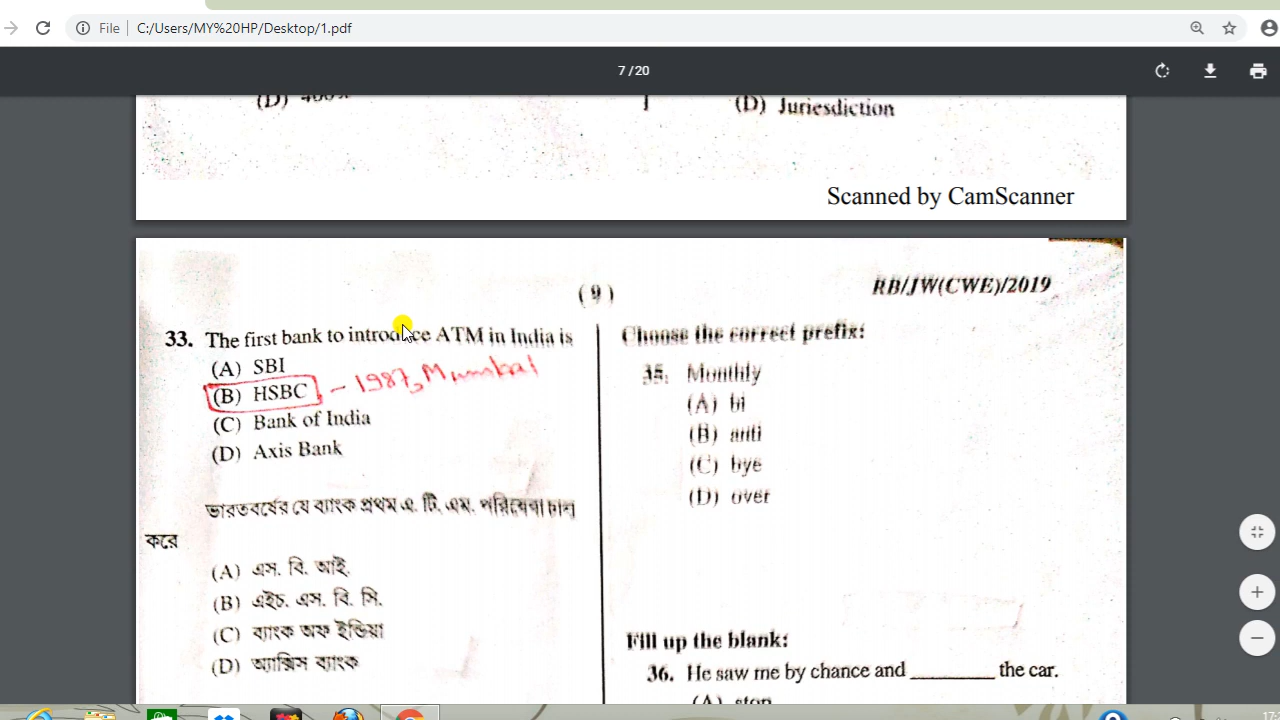 File
C:/Users/MY%20HP/Desktop/1.pdf
7 / 20
(D)
(D) Juriesdiction
Scanned by CamScanner
(9)
RB/JW(CWE)/2019
33. The first bank to introduce ATM in India is
(A) SBI
(B) HSBC – 1987, Mumbai
(C) Bank of India
(D) Axis Bank
ভারতবর্ষের যে ব্যাংক প্রথম এ. টি. এম. পরিষেবা চালু
করে
(A) এস. বি. আই.
(B) এইচ. এস. বি. সি.
(C) ব্যাংক অফ ইন্ডিয়া
(D) অ্যাক্সিস ব্যাংক
Choose the correct prefix:
35. Monthly
(A) bi
(B) anti
(C) bye
(D) over
Fill up the blank:
36. He saw me by chance and ________ the car.
(A) stop